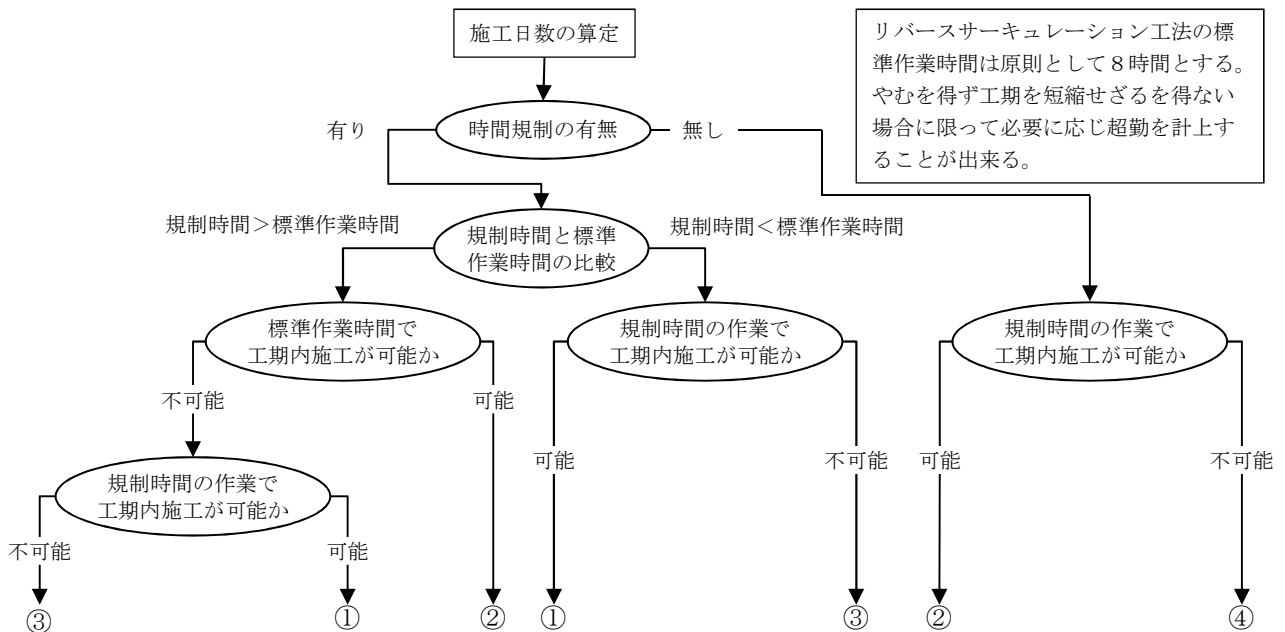 施工日数の算定
リバースサーキュレーション工法の標
準作業時間は原則として８時間とする。
やむを得ず工期を短縮せざるを得ない
場合に限って必要に応じ超勤を計上す
ることが出来る。
有り
時間規制の有無
無し
規制時間＞標準作業時間
規制時間と標準
作業時間の比較
規制時間＜標準作業時間
標準作業時間で
工期内施工が可能か
規制時間の作業で
工期内施工が可能か
規制時間の作業で
工期内施工が可能か
不可能
可能
可能
不可能
可能
不可能
規制時間の作業で
工期内施工が可能か
不可能
可能
③
①
②
①
③
②
④